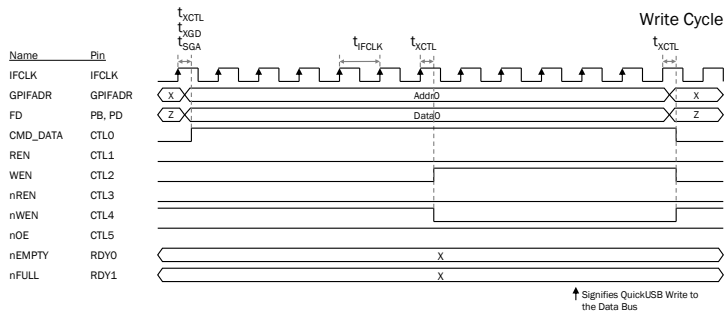 Write Cycle
tXCTL
tXGD
tSGA
tIFCLK
tXCTL
tXCTL
Name Pin
IFCLK IFCLK
GPIFADR GPIFADR X Addr0 X
FD PB, PD Z Data0 Z
CMD_DATA CTL0
REN CTL1
WEN CTL2
nREN CTL3
nWEN CTL4
nOE CTL5
nEMPTY RDY0 X
nFULL RDY1 X
Signifies QuickUSB Write to
the Data Bus